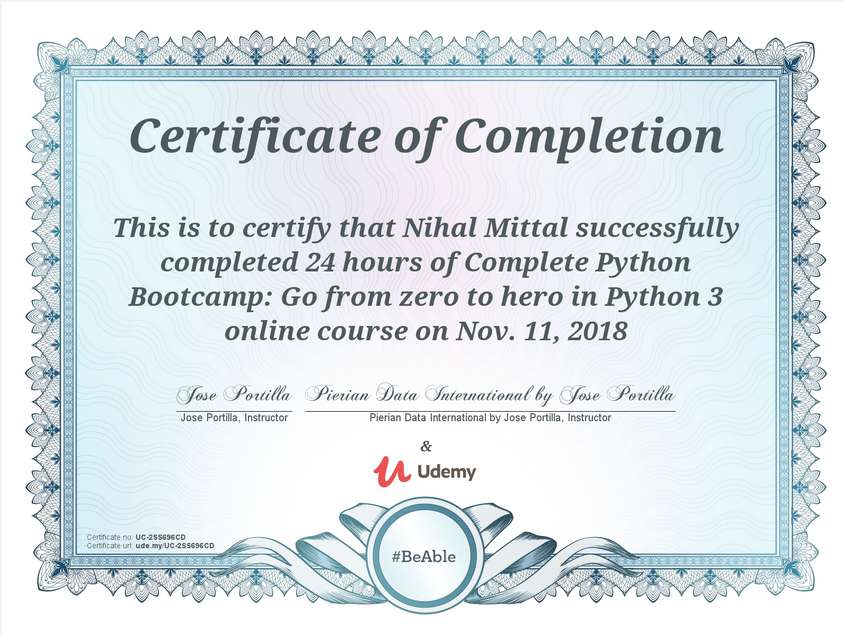 Certificate of Completion
This is to certify that Nihal Mittal successfully
completed 24 hours of Complete Python
Bootcamp: Go from zero to hero in Python 3
online course on Nov. 11, 2018
Jose Portilla Pierian Data International by Jose Portilla
Jose Portilla, Instructor Pierian Data International by Jose Portilla, Instructor
&
Udemy
#BeAble
Certificate no: UC-2SS696CD
Certificate url: ude.my/UC-2SS696CD